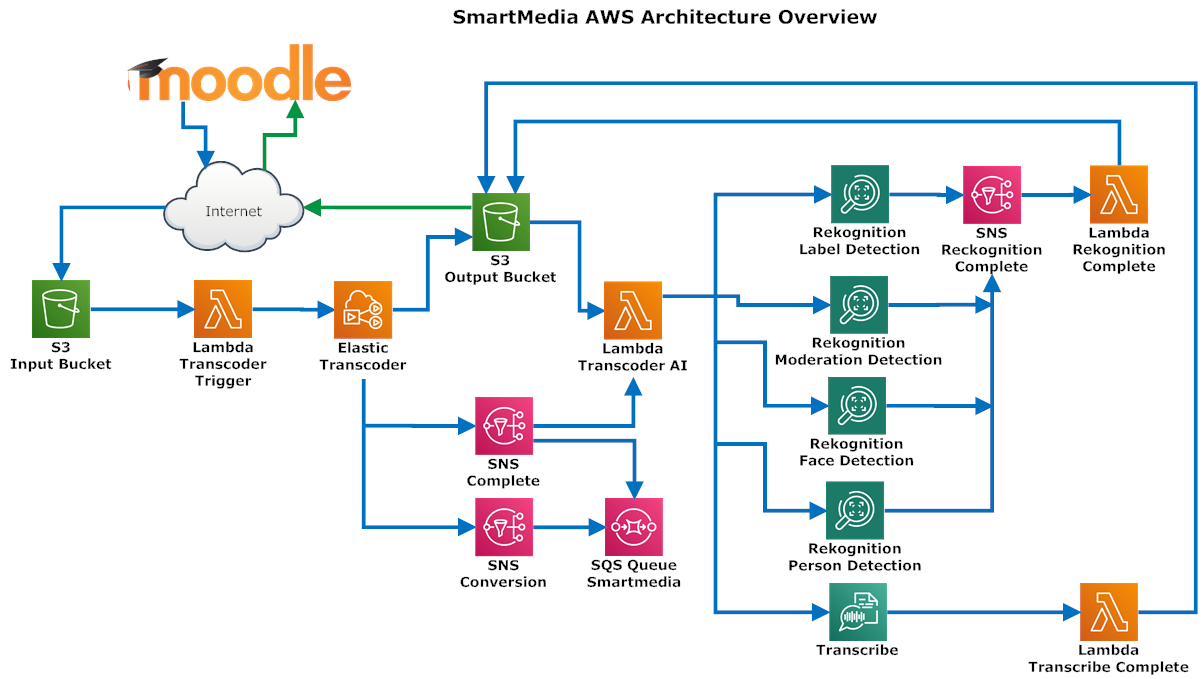 SmartMedia AWS Architecture Overview
moodle
Internet
S3
Input Bucket
Lambda
Transcoder
Trigger
Elastic
Transcoder
S3
Output Bucket
Lambda
Transcoder AI
SNS
Complete
SNS
Conversion
SQS Queue
Smartmedia
Rekognition
Label Detection
SNS
Reckognition
Complete
Lambda
Rekognition
Complete
Rekognition
Moderation Detection
Rekognition
Face Detection
Rekognition
Person Detection
Transcribe
Lambda
Transcribe Complete